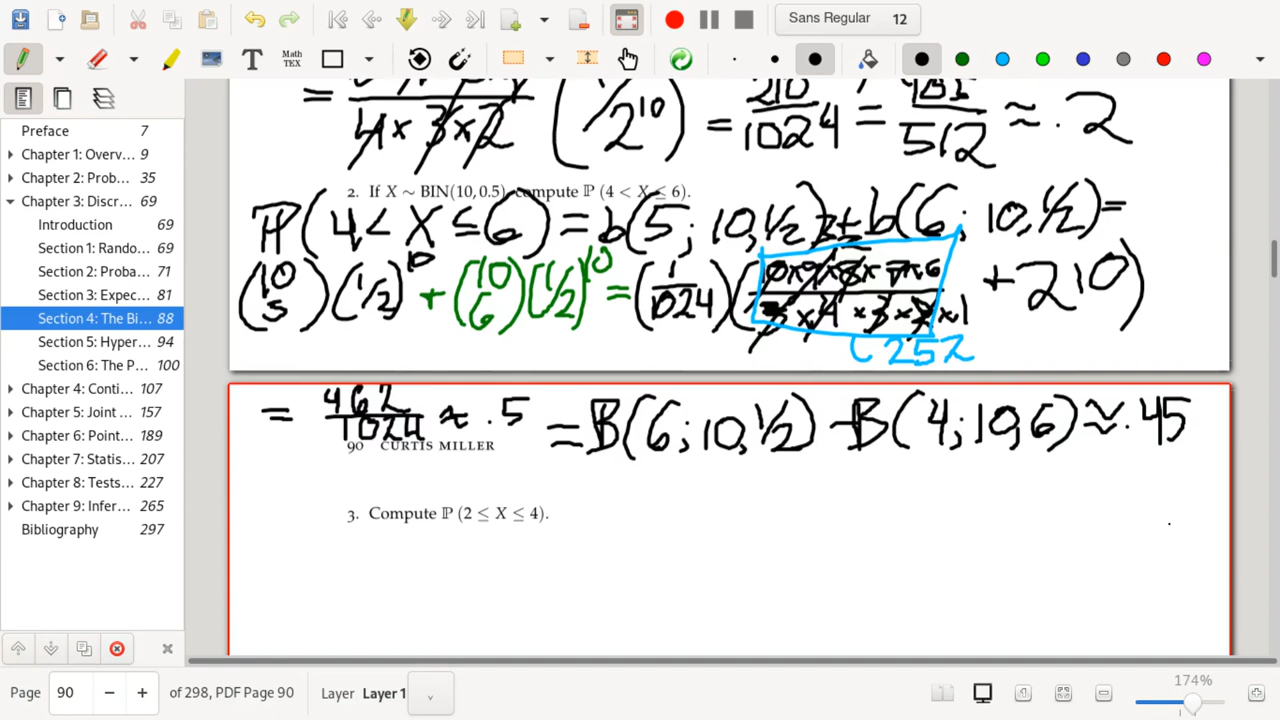 Sans Regular 12
T Math TEX
Preface 7
Chapter 1: Overv... 9
Chapter 2: Prob... 35
Chapter 3: Discr... 69
Introduction 69
Section 1: Rando... 69
Section 2: Proba... 71
Section 3: Expec... 81
Section 4: The Bi... 88
Section 5: Hyper... 94
Section 6: The P... 100
Chapter 4: Conti... 107
Chapter 5: Joint ... 157
Chapter 6: Point... 189
Chapter 7: Statis... 207
Chapter 8: Tests... 227
Chapter 9: Infer... 265
Bibliography 297
= 4 × 3 × 2 (1/2^10) = 210/1024 = /512 ≈ .2
2. If X ∼ BIN(10, 0.5), compute ℙ (4 < X ≤ 6).
ℙ(4 < X ≤ 6) = b(5; 10, 1/2) + b(6; 10, 1/2) =
(10 5)(1/2)^10 + (10 6)(1/2)^10 = (1/1024)( + 210)
252
= 462/1024 ≈ .5 = B(6; 10, 1/2) - B(4; 10, 6) ≈ .45
90 CURTIS MILLER
3. Compute ℙ (2 ≤ X ≤ 4).
Page 90 − + of 298, PDF Page 90 Layer Layer 1 174%